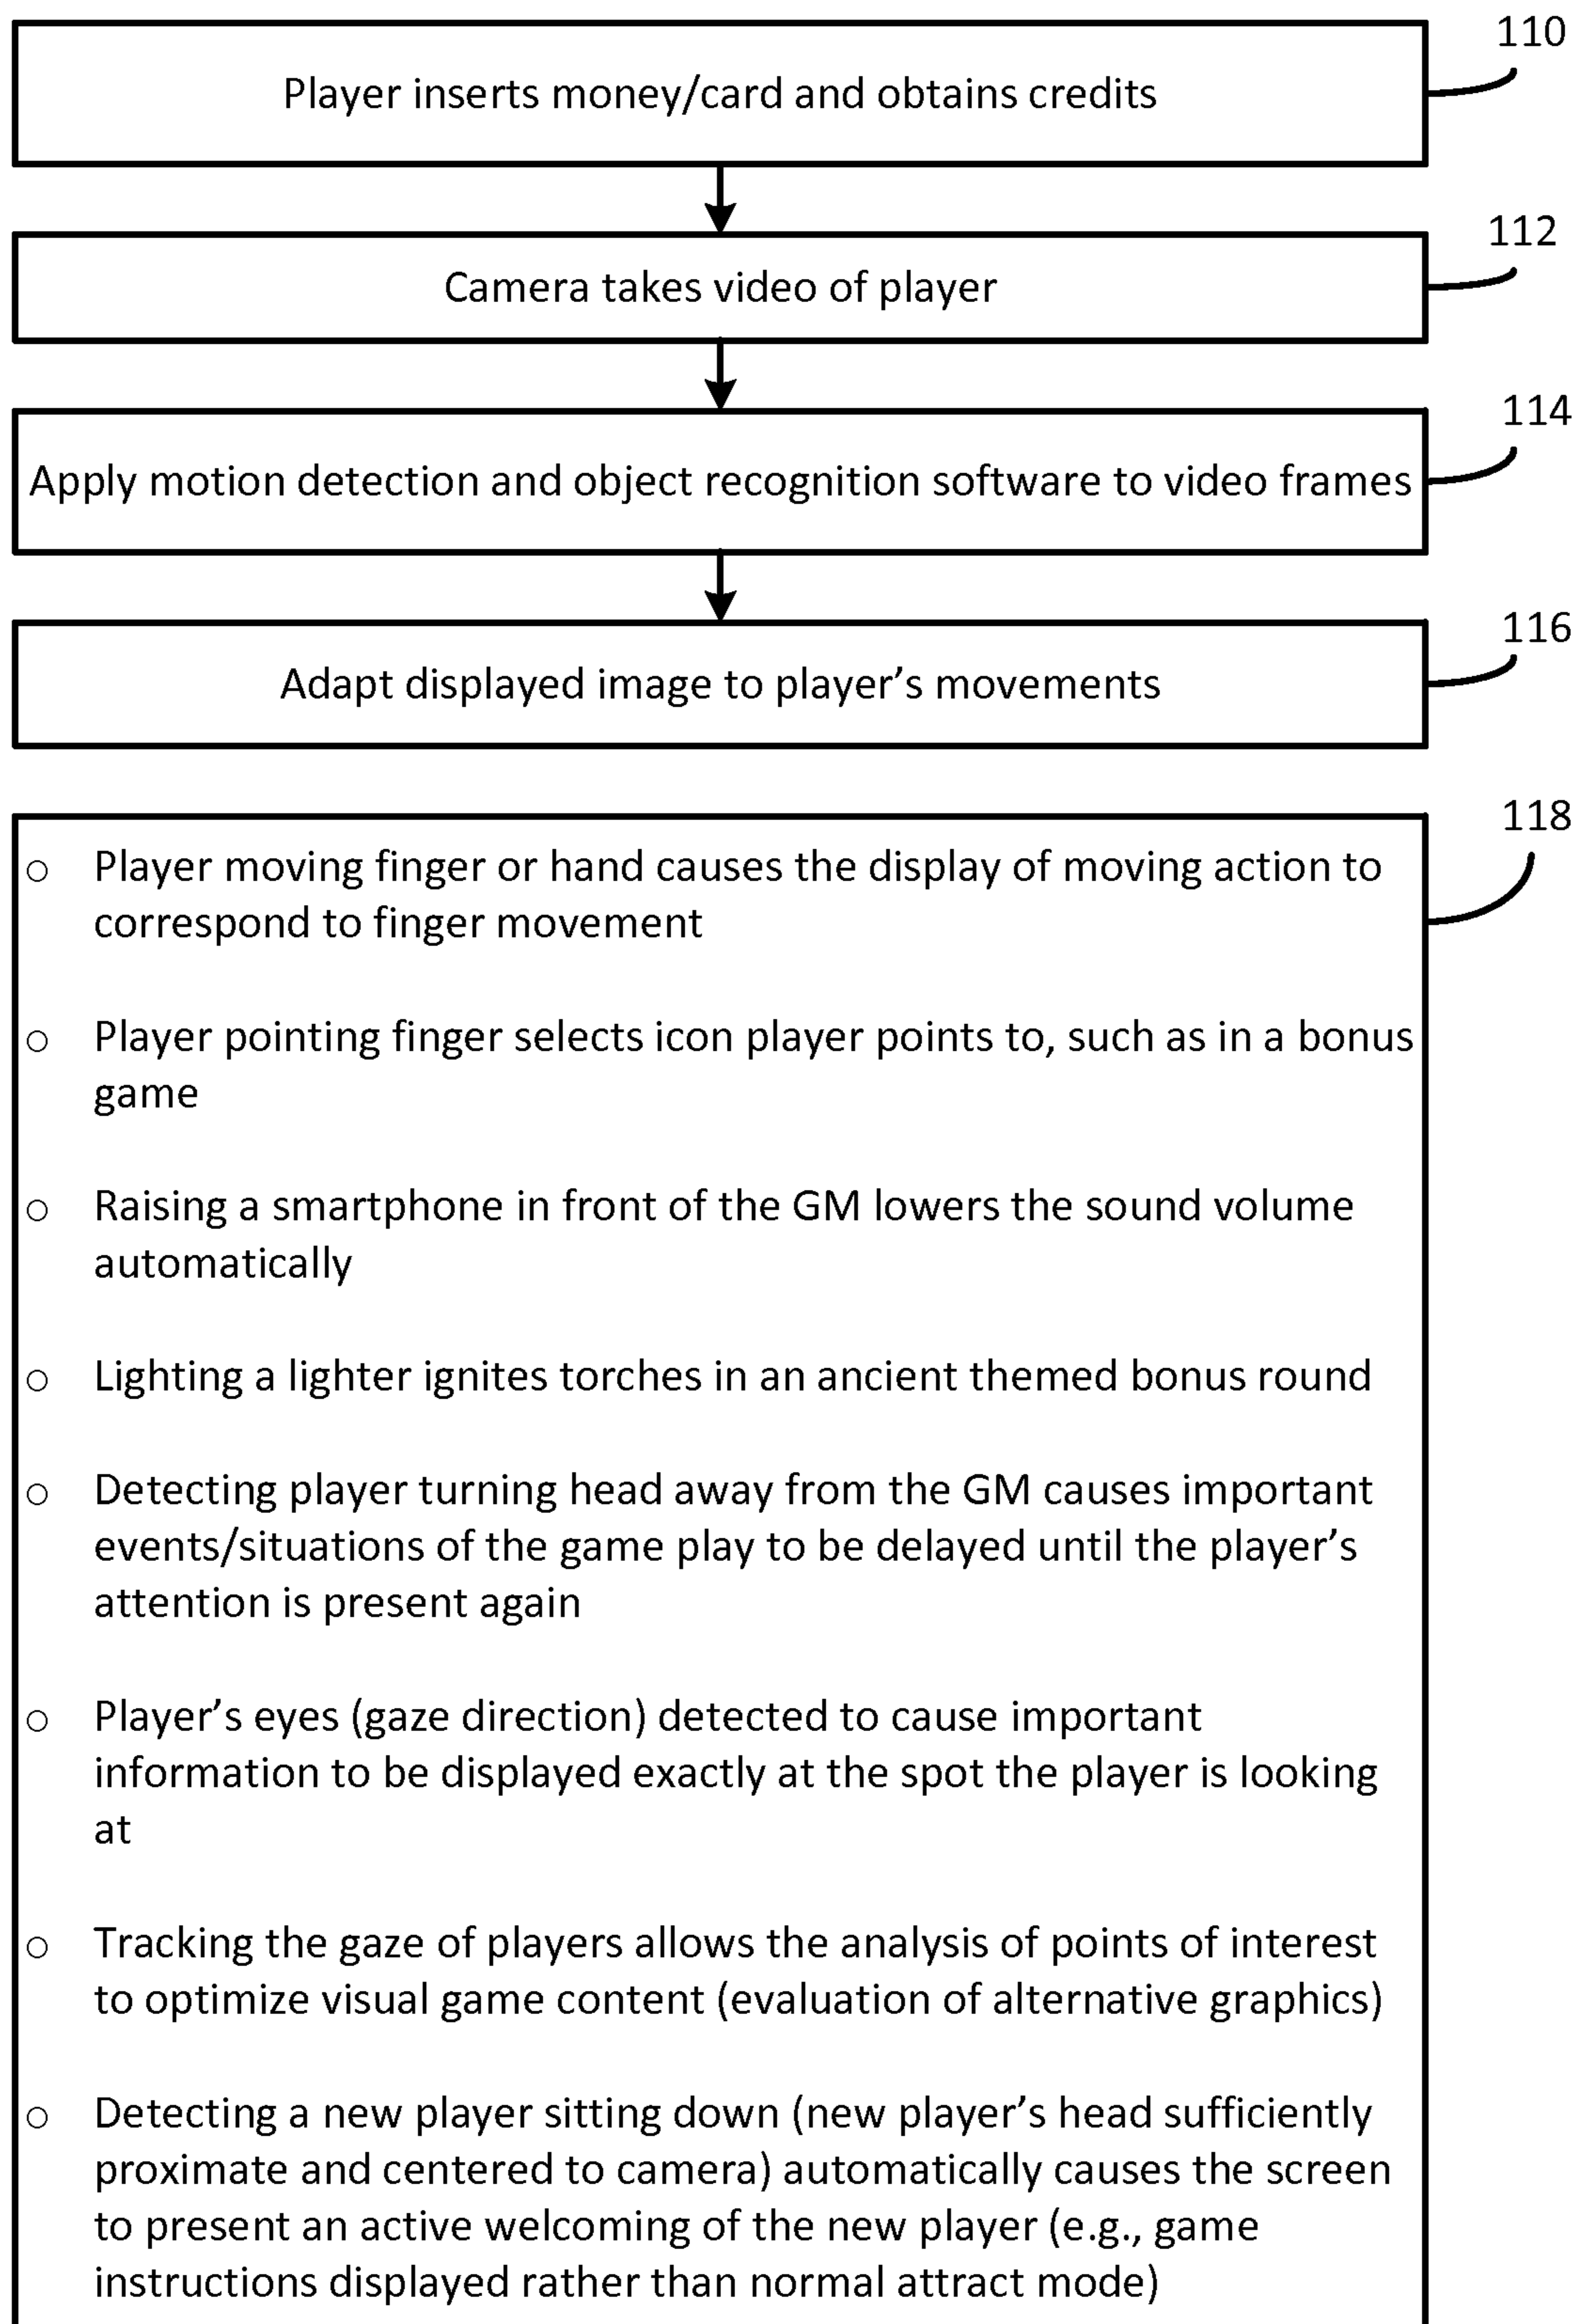 110
Player inserts money/card and obtains credits
112
Camera takes video of player
114
Apply motion detection and object recognition software to video frames
116
Adapt displayed image to player’s movements
118
○ Player moving finger or hand causes the display of moving action to
correspond to finger movement
○ Player pointing finger selects icon player points to, such as in a bonus
game
○ Raising a smartphone in front of the GM lowers the sound volume
automatically
○ Lighting a lighter ignites torches in an ancient themed bonus round
○ Detecting player turning head away from the GM causes important
events/situations of the game play to be delayed until the player’s
attention is present again
○ Player’s eyes (gaze direction) detected to cause important
information to be displayed exactly at the spot the player is looking
at
○ Tracking the gaze of players allows the analysis of points of interest
to optimize visual game content (evaluation of alternative graphics)
○ Detecting a new player sitting down (new player’s head sufficiently
proximate and centered to camera) automatically causes the screen
to present an active welcoming of the new player (e.g., game
instructions displayed rather than normal attract mode)